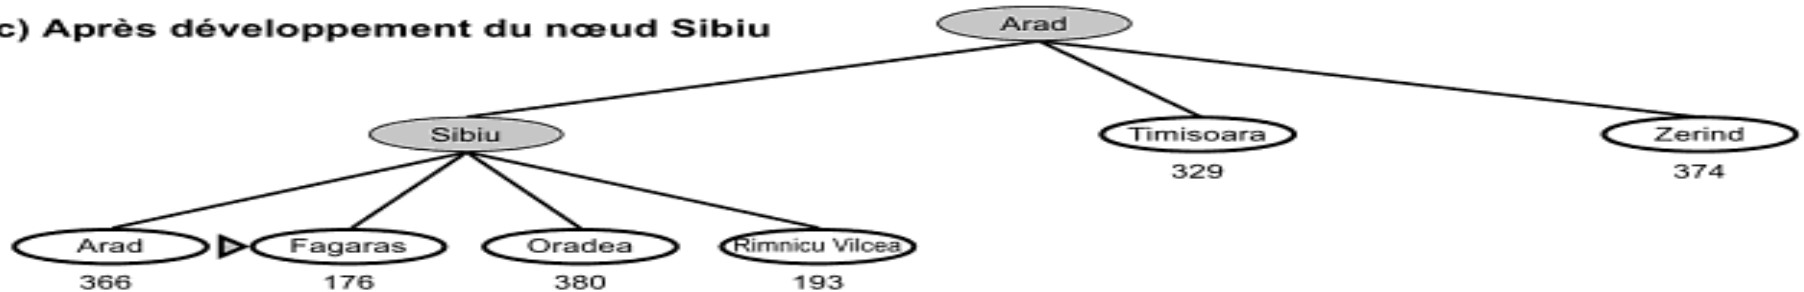 c) Après développement du nœud Sibiu
Arad
Sibiu
Timisoara
Zerind
329
374
Arad
Fagaras
Oradea
Rimnicu Vilcea
366
176
380
193